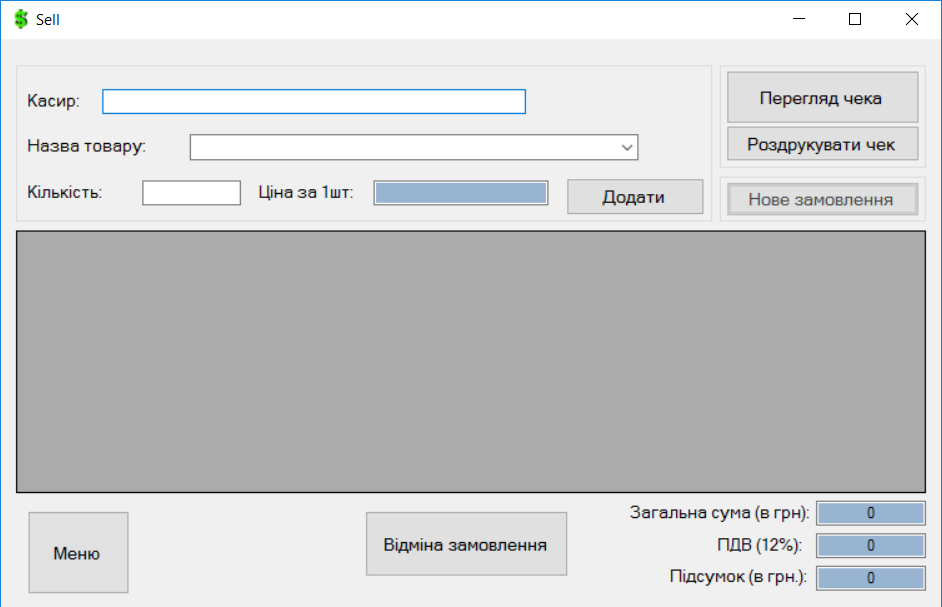 Sell
Касир:
Перегляд чека
Назва товару:
Роздрукувати чек
Кількість:
Ціна за 1шт:
Додати
Нове замовлення
Загальна сума (в грн):
0
Меню
Відміна замовлення
ПДВ (12%):
0
Підсумок (в грн.):
0